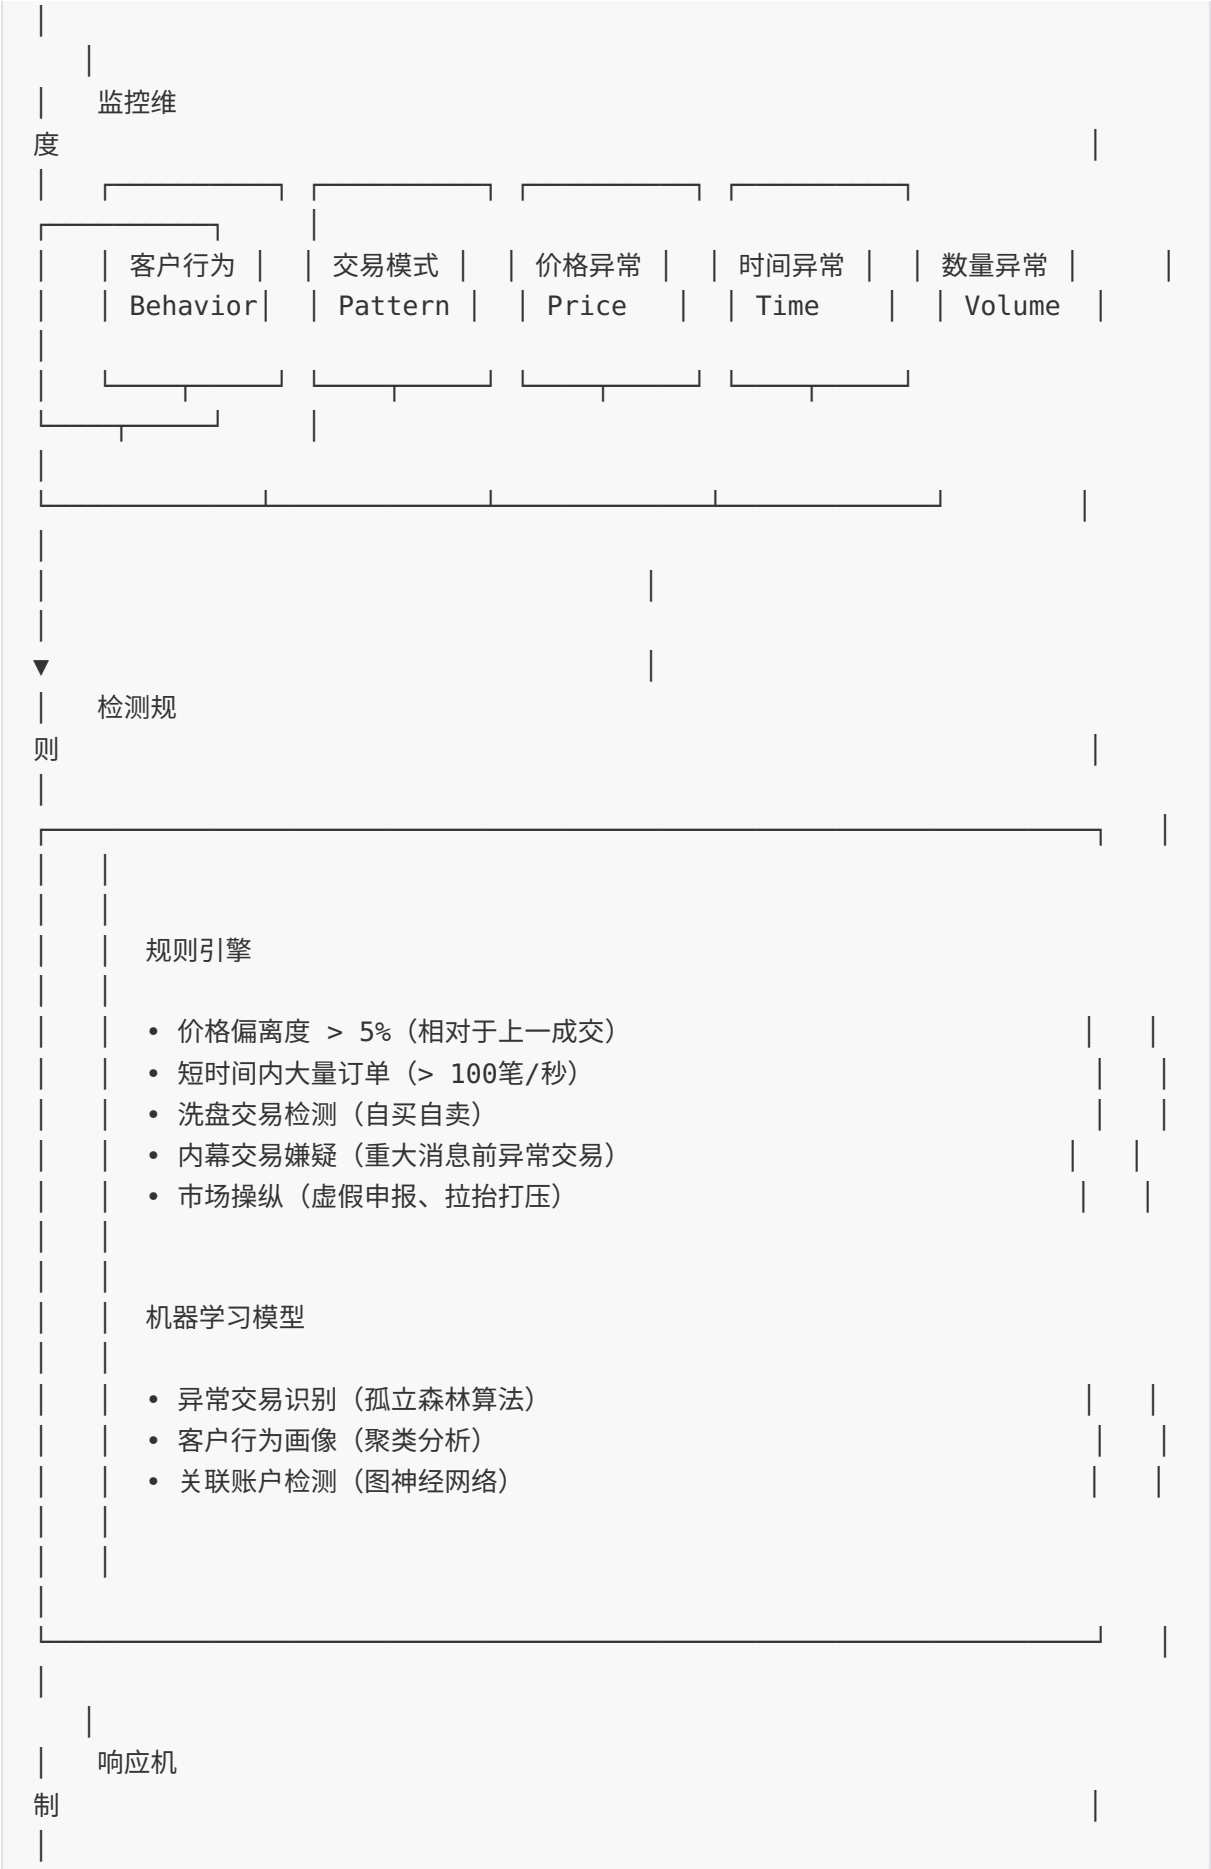 监控维
度
客户行为 交易模式 价格异常 时间异常 数量异常
Behavior Pattern Price Time Volume
▼
检测规
则
规则引擎
• 价格偏离度 > 5%（相对于上一成交）
• 短时间内大量订单（> 100笔/秒）
• 洗盘交易检测（自买自卖）
• 内幕交易嫌疑（重大消息前异常交易）
• 市场操纵（虚假申报、拉抬打压）
机器学习模型
• 异常交易识别（孤立森林算法）
• 客户行为画像（聚类分析）
• 关联账户检测（图神经网络）
响应机
制